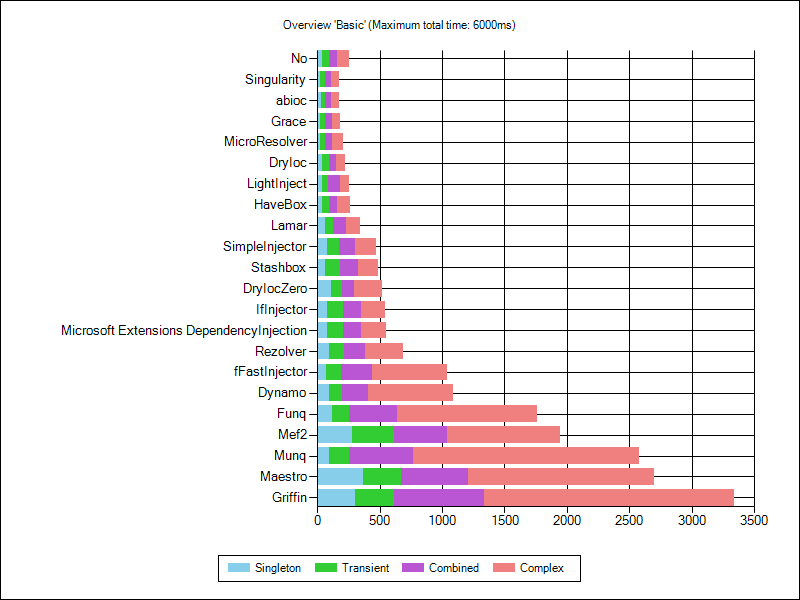 Overview 'Basic' (Maximum total time: 6000ms)
No
Singularity
abioc
Grace
MicroResolver
DryIoc
LightInject
HaveBox
Lamar
SimpleInjector
Stashbox
DryIocZero
IfInjector
Microsoft Extensions DependencyInjection
Rezolver
fFastInjector
Dynamo
Funq
Mef2
Munq
Maestro
Griffin
0 500 1000 1500 2000 2500 3000 3500
Singleton Transient Combined Complex